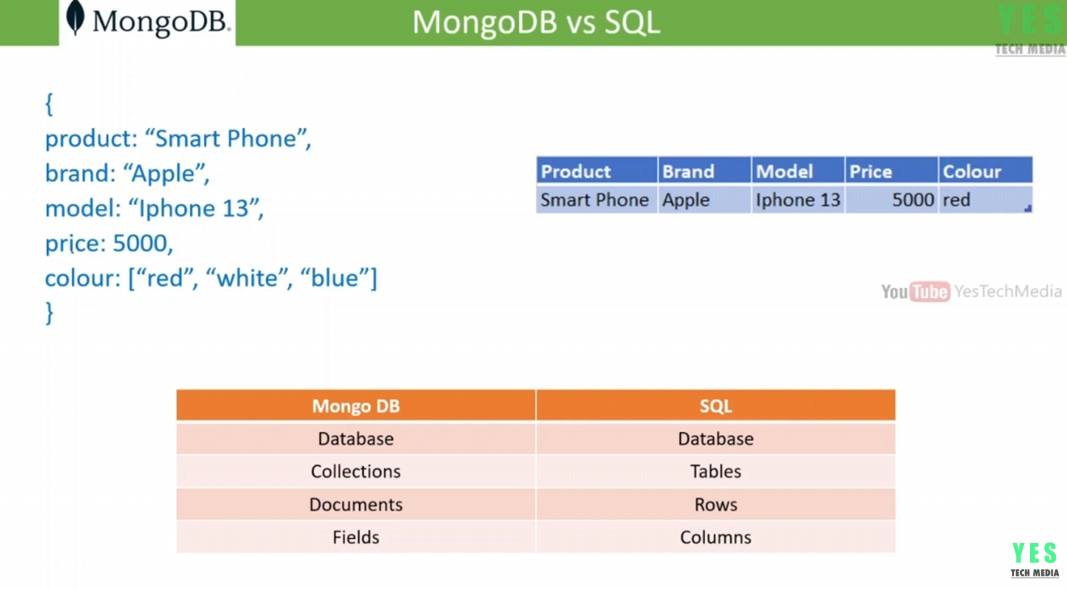 mongoDB.
MongoDB vs SQL
YES
TECH MEDIA
{
product: “Smart Phone”,
brand: “Apple”,
model: “Iphone 13”,
price: 5000,
colour: [“red”, “white”, “blue”]
}
Product Brand Model Price Colour
Smart Phone Apple Iphone 13 5000 red
YouTube YesTechMedia
Mongo DB SQL
Database Database
Collections Tables
Documents Rows
Fields Columns
YES
TECH MEDIA